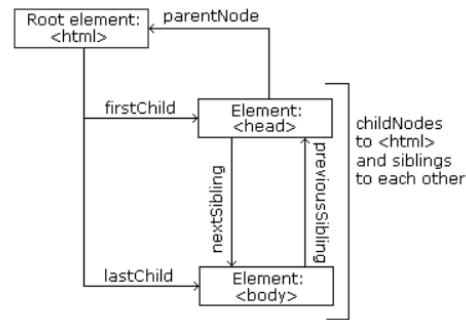 Root element:
<html>
parentNode
firstChild
Element:
<head>
childNodes
to <html>
and siblings
to each other
nextSibling
previousSibling
lastChild
Element:
<body>